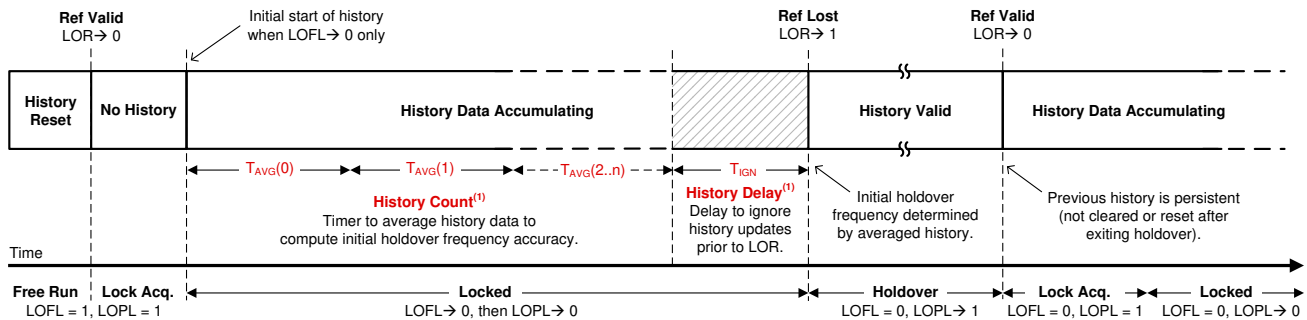 Ref Valid
LOR→ 0
Initial start of history
when LOFL→ 0 only
Ref Lost
LOR→ 1
Ref Valid
LOR→ 0
History
Reset
No History
History Data Accumulating
History Valid
History Data Accumulating
TAVG(0)
TAVG(1)
TAVG(2..n)
TIGN
History Count(1)
Timer to average history data to
compute initial holdover frequency accuracy.
History Delay(1)
Delay to ignore
history updates
prior to LOR.
Initial holdover
frequency determined
by averaged history.
Previous history is persistent
(not cleared or reset after
exiting holdover).
Time
Free Run
Lock Acq.
LOFL = 1, LOPL = 1
Locked
LOFL→ 0, then LOPL→ 0
Holdover
LOFL = 0, LOPL→ 1
Lock Acq.
LOFL = 0, LOPL = 1
Locked
LOFL = 0, LOPL→ 0